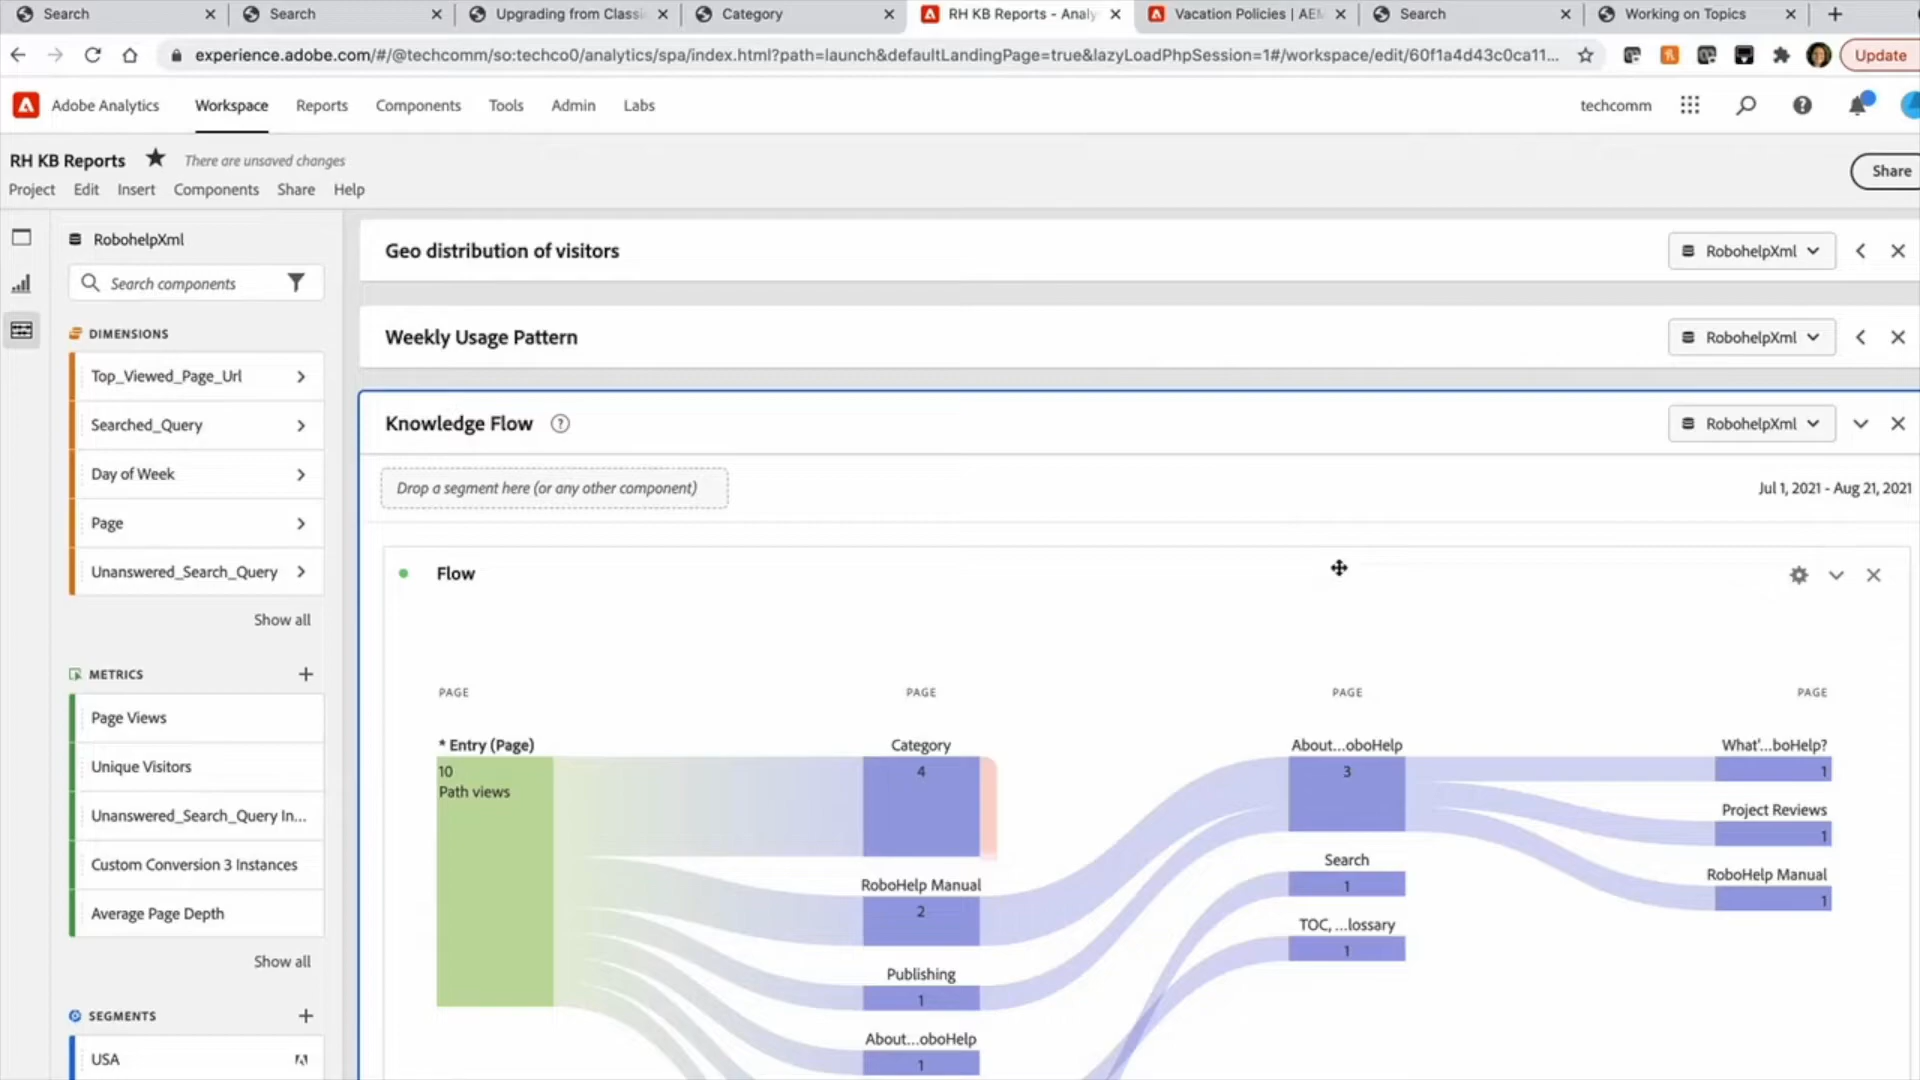 Search
Search
Upgrading from Classi
Category
RH KB Reports - Analy
Vacation Policies | AEM
Search
Working on Topics
experience.adobe.com/#/@techcomm/so:techco0/analytics/spa/index.html?path=launch&defaultLandingPage=true&lazyLoadPhpSession=1#/workspace/edit/60f1a4d43c0ca11...
Update
Adobe Analytics
Workspace
Reports
Components
Tools
Admin
Labs
techcomm
RH KB Reports
There are unsaved changes
Project
Edit
Insert
Components
Share
Help
Share
RobohelpXml
Search components
DIMENSIONS
Top_Viewed_Page_Url
Searched_Query
Day of Week
Page
Unanswered_Search_Query
Show all
METRICS
Page Views
Unique Visitors
Unanswered_Search_Query In...
Custom Conversion 3 Instances
Average Page Depth
Show all
SEGMENTS
USA
Geo distribution of visitors
RobohelpXml
Weekly Usage Pattern
RobohelpXml
Knowledge Flow
RobohelpXml
Drop a segment here (or any other component)
Jul 1, 2021 - Aug 21, 2021
Flow
PAGE
PAGE
PAGE
PAGE
* Entry (Page)
10
Path views
Category
4
RoboHelp Manual
2
Publishing
1
About...oboHelp
1
About...oboHelp
3
Search
1
TOC, ...lossary
1
What'...boHelp?
1
Project Reviews
1
RoboHelp Manual
1